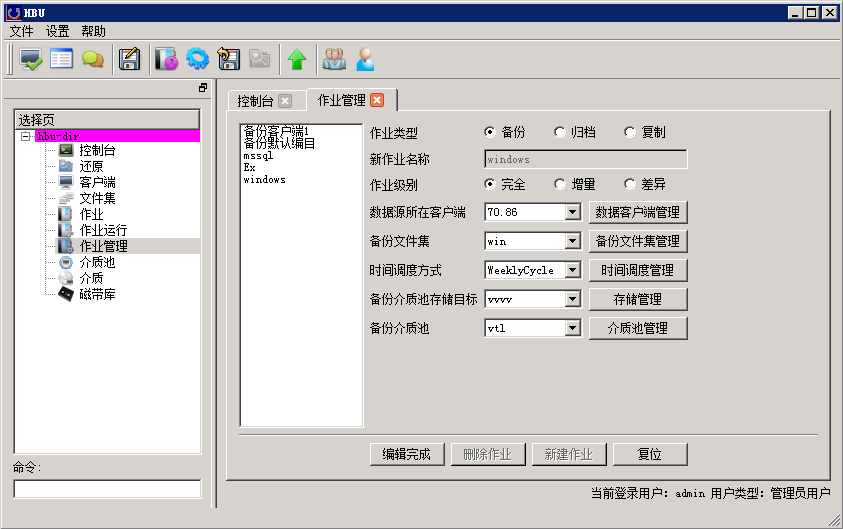 HBU
文件 设置 帮助
选择页
hbu-dir
控制台
还原
客户端
文件集
作业
作业运行
作业管理
介质池
介质
磁带库
命令:
控制台 作业管理
备份客户端1
备份默认编目
mssql
Ex
windows
作业类型 备份 归档 复制
新作业名称 windows
作业级别 完全 增量 差异
数据源所在客户端 70.86 数据客户端管理
备份文件集 win 备份文件集管理
时间调度方式 WeeklyCycle 时间调度管理
备份介质池存储目标 vvvv 存储管理
备份介质池 vtl 介质池管理
编辑完成 删除作业 新建作业 复位
当前登录用户: admin 用户类型: 管理员用户